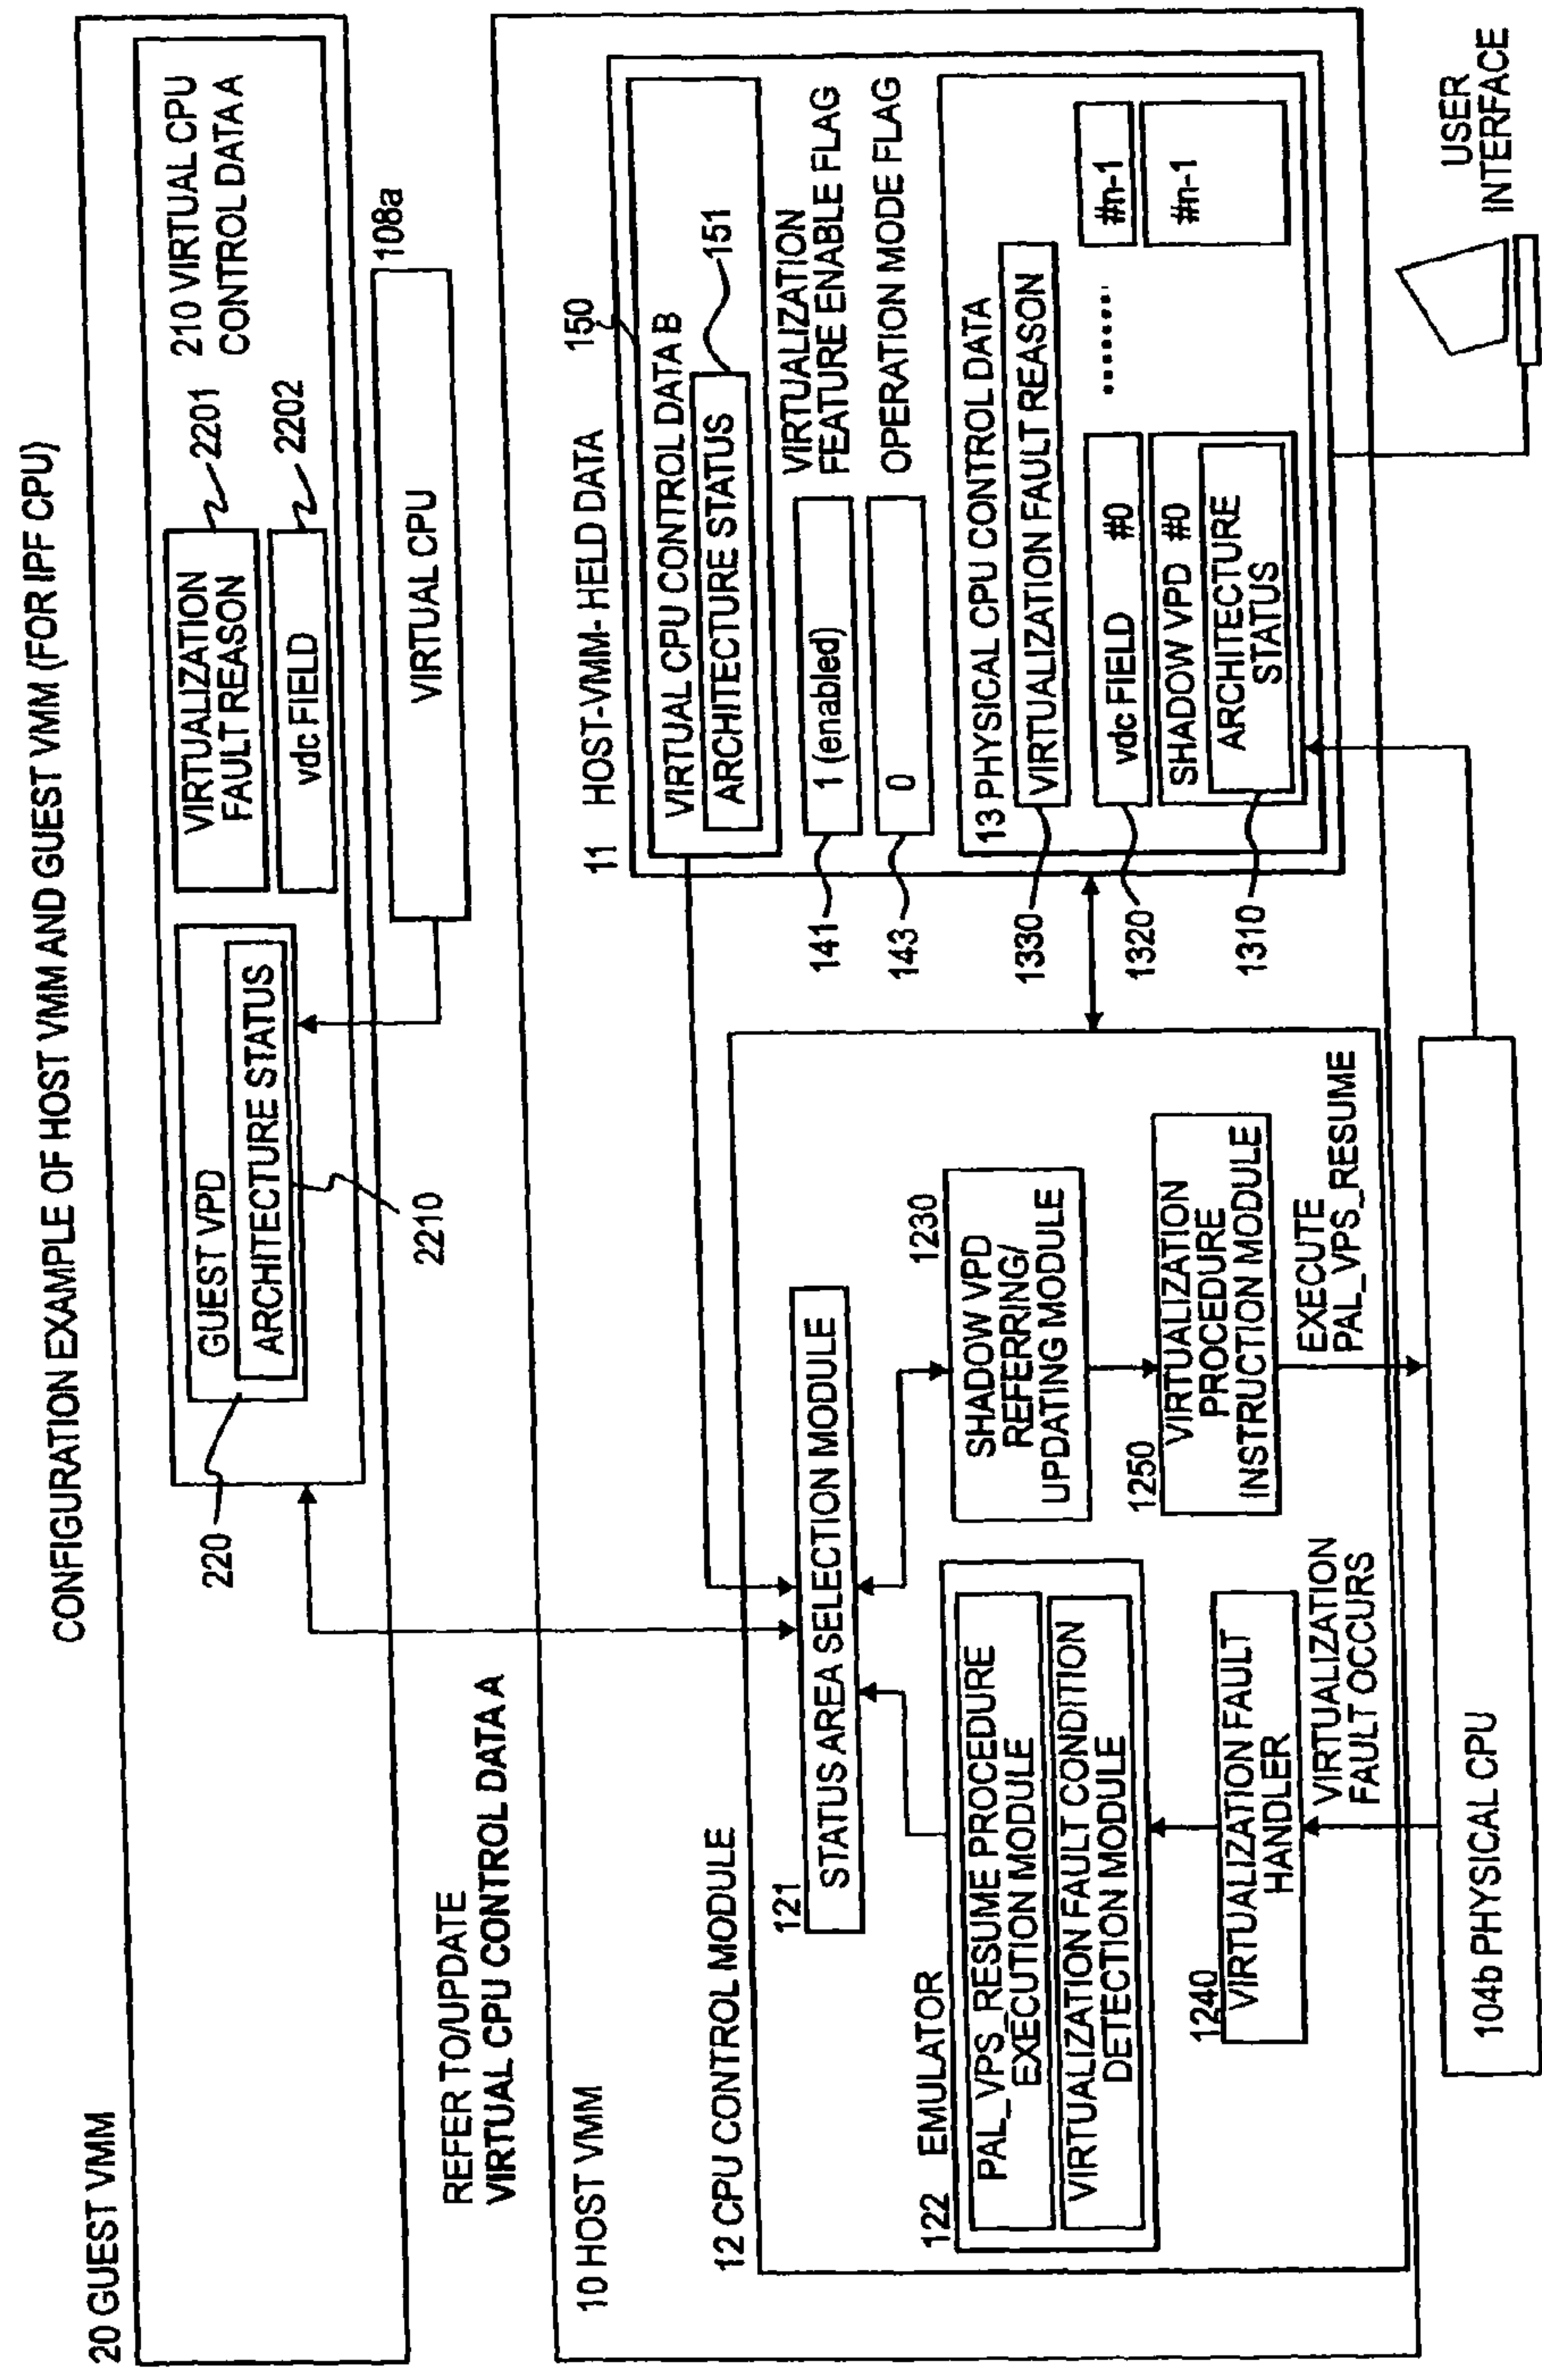 CONFIGURATION EXAMPLE OF HOST VMM AND GUEST VMM (FOR IPF CPU)
20 GUEST VMM
220
GUEST VPD
ARCHITECTURE STATUS
2210
VIRTUALIZATION
FAULT REASON
2201
vdc FIELD
2202
210 VIRTUAL CPU
CONTROL DATA A
VIRTUAL CPU
108a
REFER TO/UPDATE
VIRTUAL CPU CONTROL DATA A
10 HOST VMM
12 CPU CONTROL MODULE
121
STATUS AREA SELECTION MODULE
122
EMULATOR
PAL_VPS_RESUME PROCEDURE
EXECUTION MODULE
VIRTUALIZATION FAULT CONDITION
DETECTION MODULE
1230
SHADOW VPD
REFERRING/
UPDATING MODULE
1240
VIRTUALIZATION FAULT
HANDLER
1250
VIRTUALIZATION
PROCEDURE
INSTRUCTION MODULE
VIRTUALIZATION
FAULT OCCURS
EXECUTE
PAL_VPS_RESUME
104b PHYSICAL CPU
11 HOST-VMM- HELD DATA
150
VIRTUAL CPU CONTROL DATA B
ARCHITECTURE STATUS
151
141
1 (enabled)
VIRTUALIZATION
FEATURE ENABLE FLAG
143
0
OPERATION MODE FLAG
13 PHYSICAL CPU CONTROL DATA
1330
VIRTUALIZATION FAULT REASON
1320
vdc FIELD #0
.......
#n-1
SHADOW VPD #0
ARCHITECTURE
STATUS
#n-1
1310
USER
INTERFACE